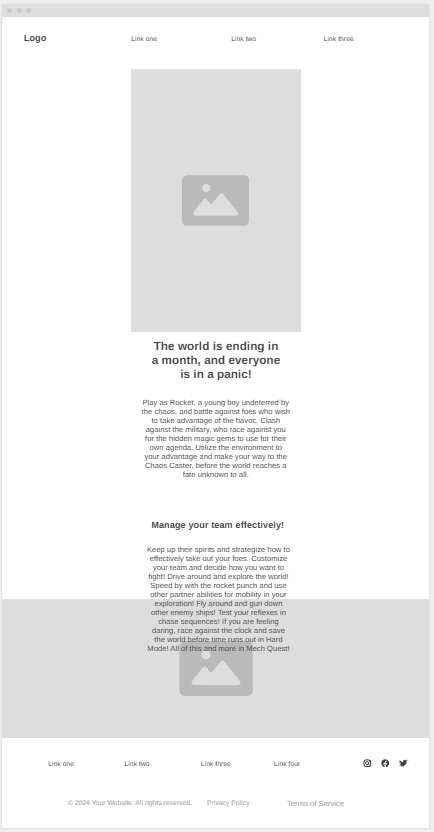 Logo Link one Link two Link three
The world is ending in
a month, and everyone
is in a panic!
Play as Rocket, a young boy undeterred by
the chaos, and battle against foes who wish
to take advantage of the havoc. Clash
against the military, who race against you
for the hidden magic gems to use for their
own agenda. Utilize the environment to
your advantage and make your way to the
Chaos Caster, before the world reaches a
fate unknown to all.
Manage your team effectively!
Keep up their spirits and strategize how to
effectively take out your foes. Customize
your team and decide how you want to
fight! Drive around and explore the world!
Speed by with the rocket punch and use
other partner abilities for mobility in your
exploration! Fly around and gun down
other enemy ships! Test your reflexes in
chase sequences! If you are feeling
daring, race against the clock and save
the world before time runs out in Hard
Mode! All of this and more in Mech Quest!
Link one Link two Link three Link four
© 2024 Your Website. All rights reserved. Privacy Policy Terms of Service